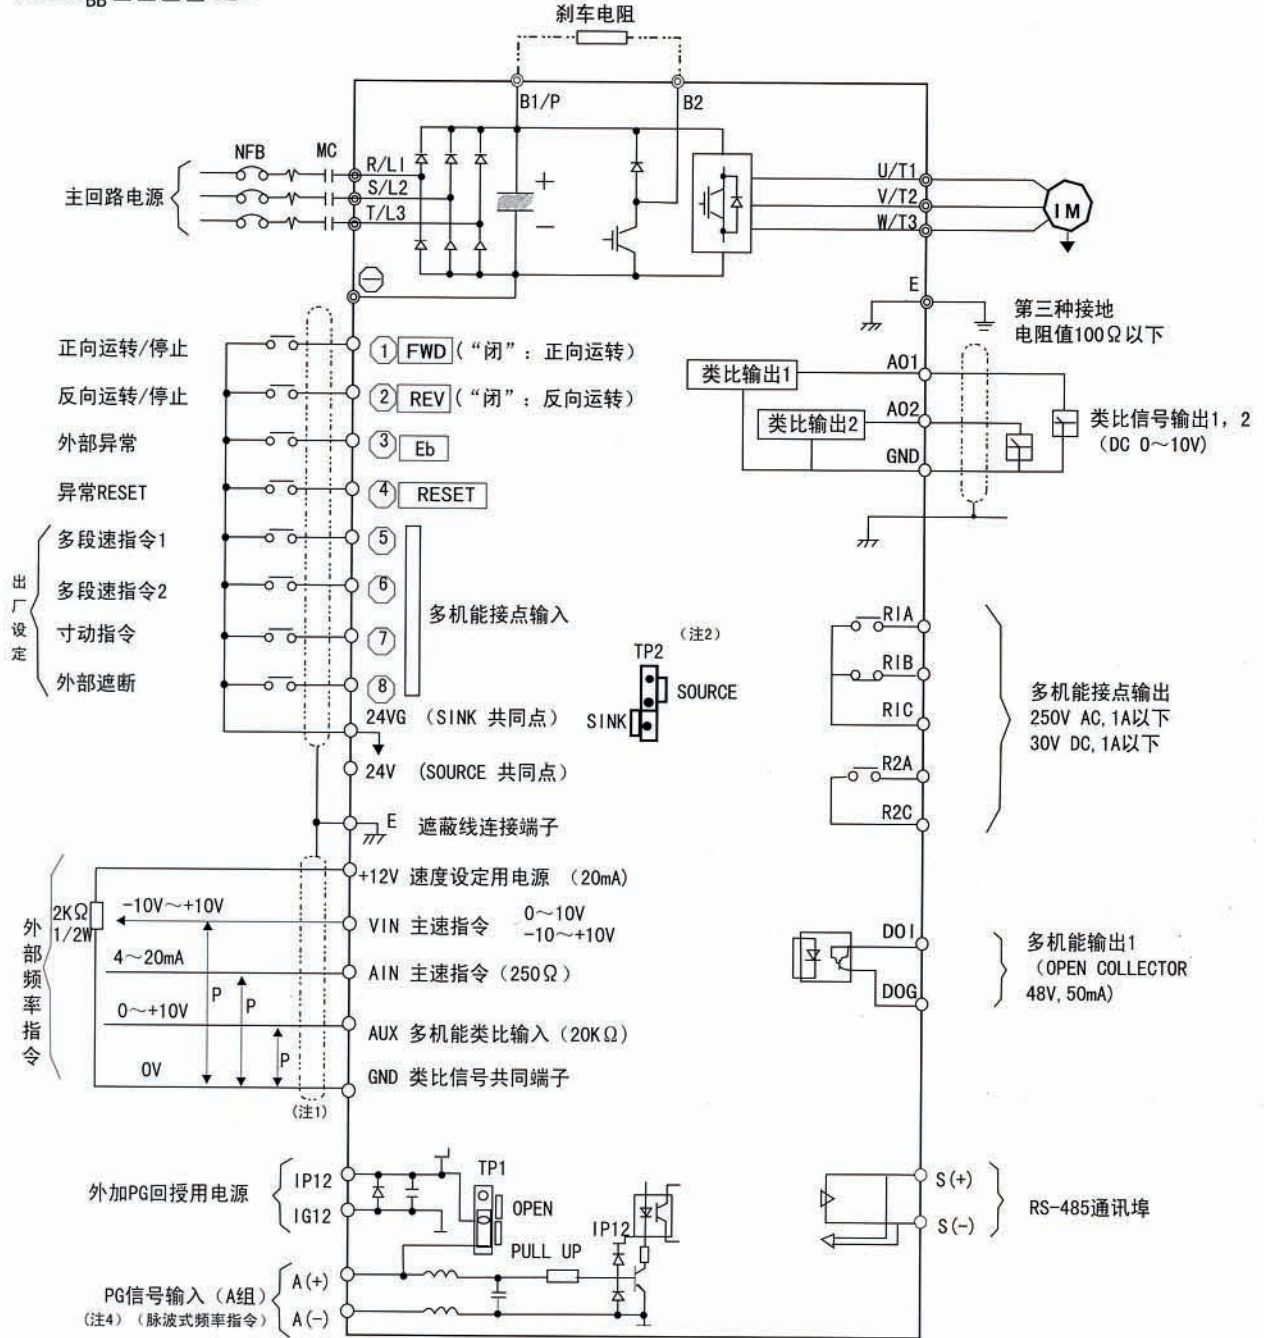 刹车电阻
B1/P
B2
NFB
MC
主回路电源
R/L1
S/L2
T/L3
+
−
U/T1
V/T2
W/T3
IM
E
第三种接地
电阻值100Ω以下
正向运转/停止
① FWD (“闭”：正向运转)
反向运转/停止
② REV (“闭”：反向运转)
外部异常
③ Eb
异常RESET
④ RESET
出厂设定
多段速指令1
⑤
多段速指令2
⑥
寸动指令
⑦
外部遮断
⑧
多机能接点输入
24VG （SINK 共同点）
24V （SOURCE 共同点）
E 遮蔽线连接端子
类比输出1
AO1
类比输出2
AO2
GND
类比信号输出1, 2
（DC 0～10V）
（注2）
TP2
SOURCE
SINK
R1A
R1B
R1C
R2A
R2C
多机能接点输出
250V AC, 1A以下
30V DC, 1A以下
外部频率指令
2KΩ
1/2W
+12V 速度设定用电源 （20mA）
-10V～+10V
VIN 主速指令
0～10V
-10～+10V
4～20mA
AIN 主速指令（250Ω）
P
P
0～+10V
AUX 多机能类比输入（20KΩ）
P
0V
GND 类比信号共同端子
（注1）
DO1
DOG
多机能输出1
（OPEN COLLECTOR
48V, 50mA）
外加PG回授用电源
IP12
IG12
TP1
OPEN
PULL UP
IP12
PG信号输入（A组）
（注4）（脉波式频率指令）
A(+)
A(−)
S(+)
S(−)
RS-485通讯埠